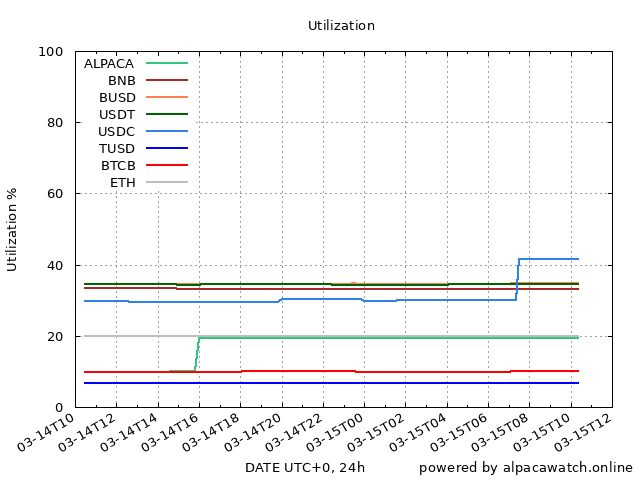 Utilization
100
80
60
40
20
0
Utilization %
ALPACA
BNB
BUSD
USDT
USDC
TUSD
BTCB
ETH
03-14T10
03-14T12
03-14T14
03-14T16
03-14T18
03-14T20
03-14T22
03-15T00
03-15T02
03-15T04
03-15T06
03-15T08
03-15T10
03-15T12
DATE UTC+0, 24h
powered by alpacawatch.online